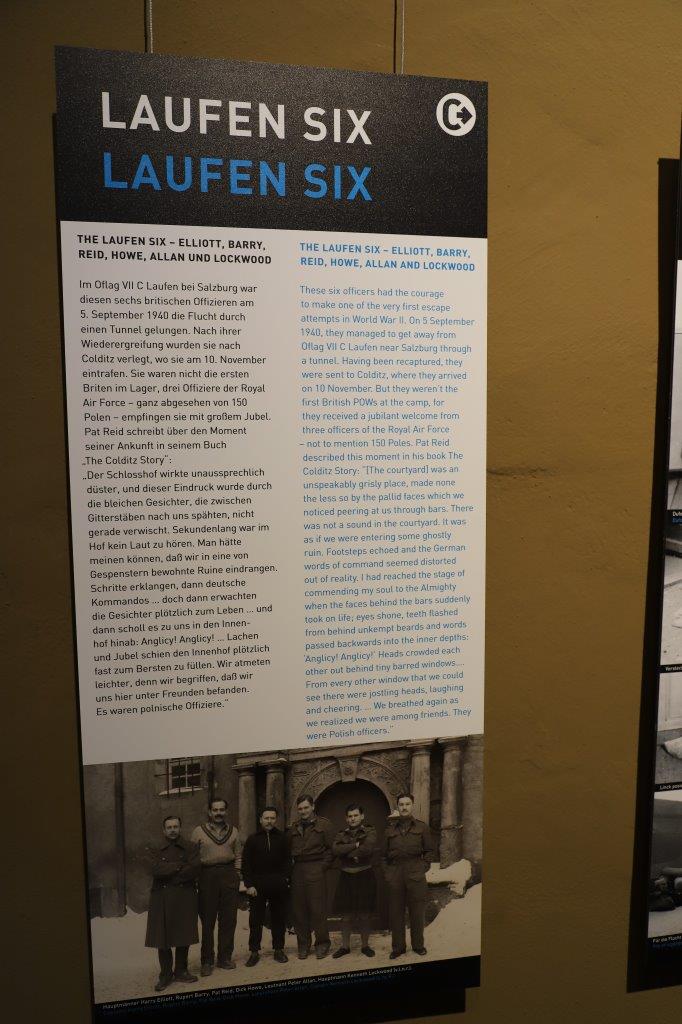 LAUFEN SIX
LAUFEN SIX
THE LAUFEN SIX – ELLIOTT, BARRY,
REID, HOWE, ALLAN UND LOCKWOOD
Im Oflag VII C Laufen bei Salzburg war
diesen sechs britischen Offizieren am
5. September 1940 die Flucht durch
einen Tunnel gelungen. Nach ihrer
Wiederergreifung wurden sie nach
Colditz verlegt, wo sie am 10. November
eintrafen. Sie waren nicht die ersten
Briten im Lager, drei Offiziere der Royal
Air Force – ganz abgesehen von 150
Polen – empfingen sie mit großem Jubel.
Pat Reid schreibt über den Moment
seiner Ankunft in seinem Buch
„The Colditz Story":
„Der Schlosshof wirkte unaussprechlich
düster, und dieser Eindruck wurde durch
die bleichen Gesichter, die zwischen
Gitterstäben nach uns spähten, nicht
gerade verwischt. Sekundenlang war im
Hof kein Laut zu hören. Man hätte
meinen können, daß wir in eine von
Gespenstern bewohnte Ruine eindrangen.
Schritte erklangen, dann deutsche
Kommandos ... doch dann erwachten
die Gesichter plötzlich zum Leben ... und
dann scholl es zu uns in den Innen-
hof hinab: Anglicy! Anglicy! ... Lachen
und Jubel schien den Innenhof plötzlich
fast zum Bersten zu füllen. Wir atmeten
leichter, denn wir begriffen, daß wir
uns hier unter Freunden befanden.
Es waren polnische Offiziere."
THE LAUFEN SIX – ELLIOTT, BARRY,
REID, HOWE, ALLAN AND LOCKWOOD
These six officers had the courage
to make one of the very first escape
attempts in World War II. On 5 September
1940, they managed to get away from
Oflag VII C Laufen near Salzburg through
a tunnel. Having been recaptured, they
were sent to Colditz, where they arrived
on 10 November. But they weren't the
first British POWs at the camp, for
they received a jubilant welcome from
three officers of the Royal Air Force
– not to mention 150 Poles. Pat Reid
described this moment in his book The
Colditz Story: "[The courtyard] was an
unspeakably grisly place, made none
the less so by the pallid faces which we
noticed peering at us through bars. There
was not a sound in the courtyard. It was
as if we were entering some ghostly
ruin. Footsteps echoed and the German
words of command seemed distorted
out of reality. I had reached the stage of
commending my soul to the Almighty
when the faces behind the bars suddenly
took on life; eyes shone, teeth flashed
from behind unkempt beards and words
passed backwards into the inner depths:
'Anglicy! Anglicy!' Heads crowded each
other out behind tiny barred windows....
From every other window that we could
see there were jostling heads, laughing
and cheering. ... We breathed again as
we realized we were among friends. They
were Polish officers."
Hauptmänner Harry Elliott, Rupert Barry, Pat Reid, Dick Howe, Leutnant Peter Allan, Hauptmann Kenneth Lockwood (v.l.n.r.)